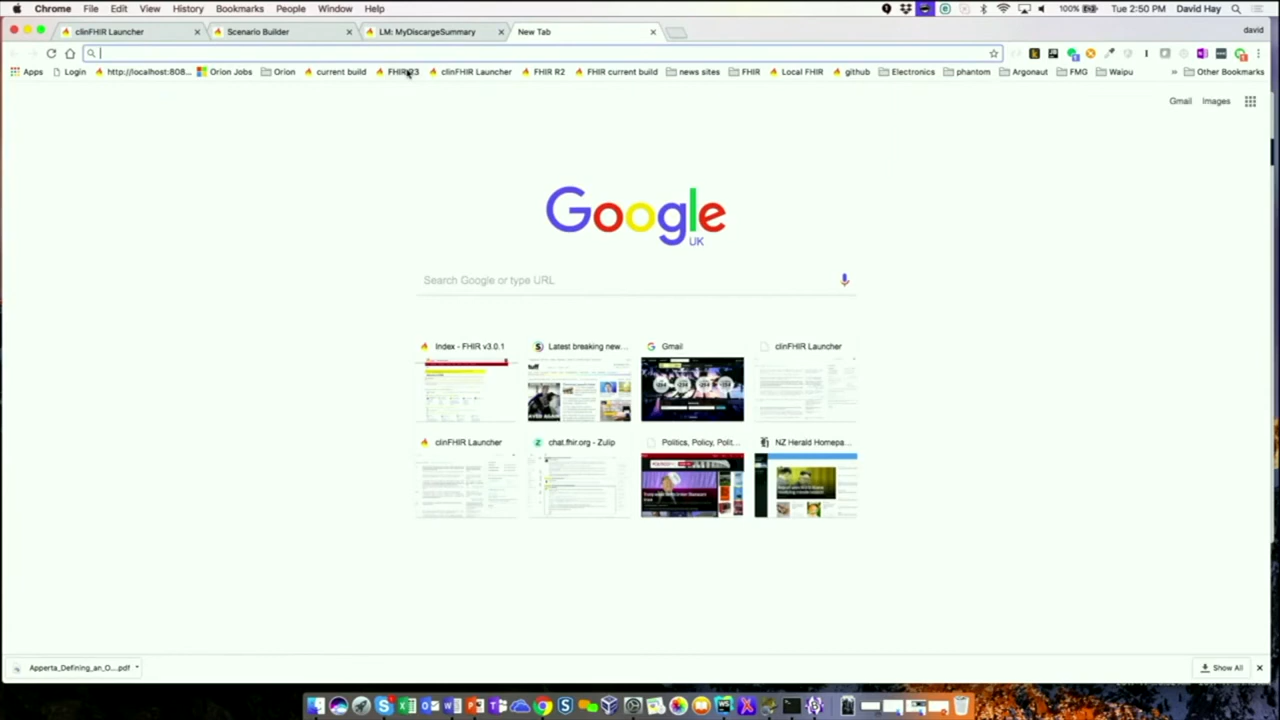 Chrome File Edit View History Bookmarks People Window Help 100% Tue 2:50 PM David Hay
clinFHIR Launcher Scenario Builder LM: MyDiscargeSummary New Tab david
Apps Login http://localhost:808... Orion Jobs Orion current build FHIR R3 clinFHIR Launcher FHIR R2 FHIR current build news sites FHIR Local FHIR github Electronics phantom Argonaut FMG Waipu » Other Bookmarks
Gmail Images
Google
UK
Search Google or type URL
Index - FHIR v3.0.1 Latest breaking new... Gmail clinFHIR Launcher
clinFHIR Launcher chat.fhir.org - Zulip Politics, Policy, Polit... NZ Herald Homepa...
Apperta_Defining_an_O....pdf Show All